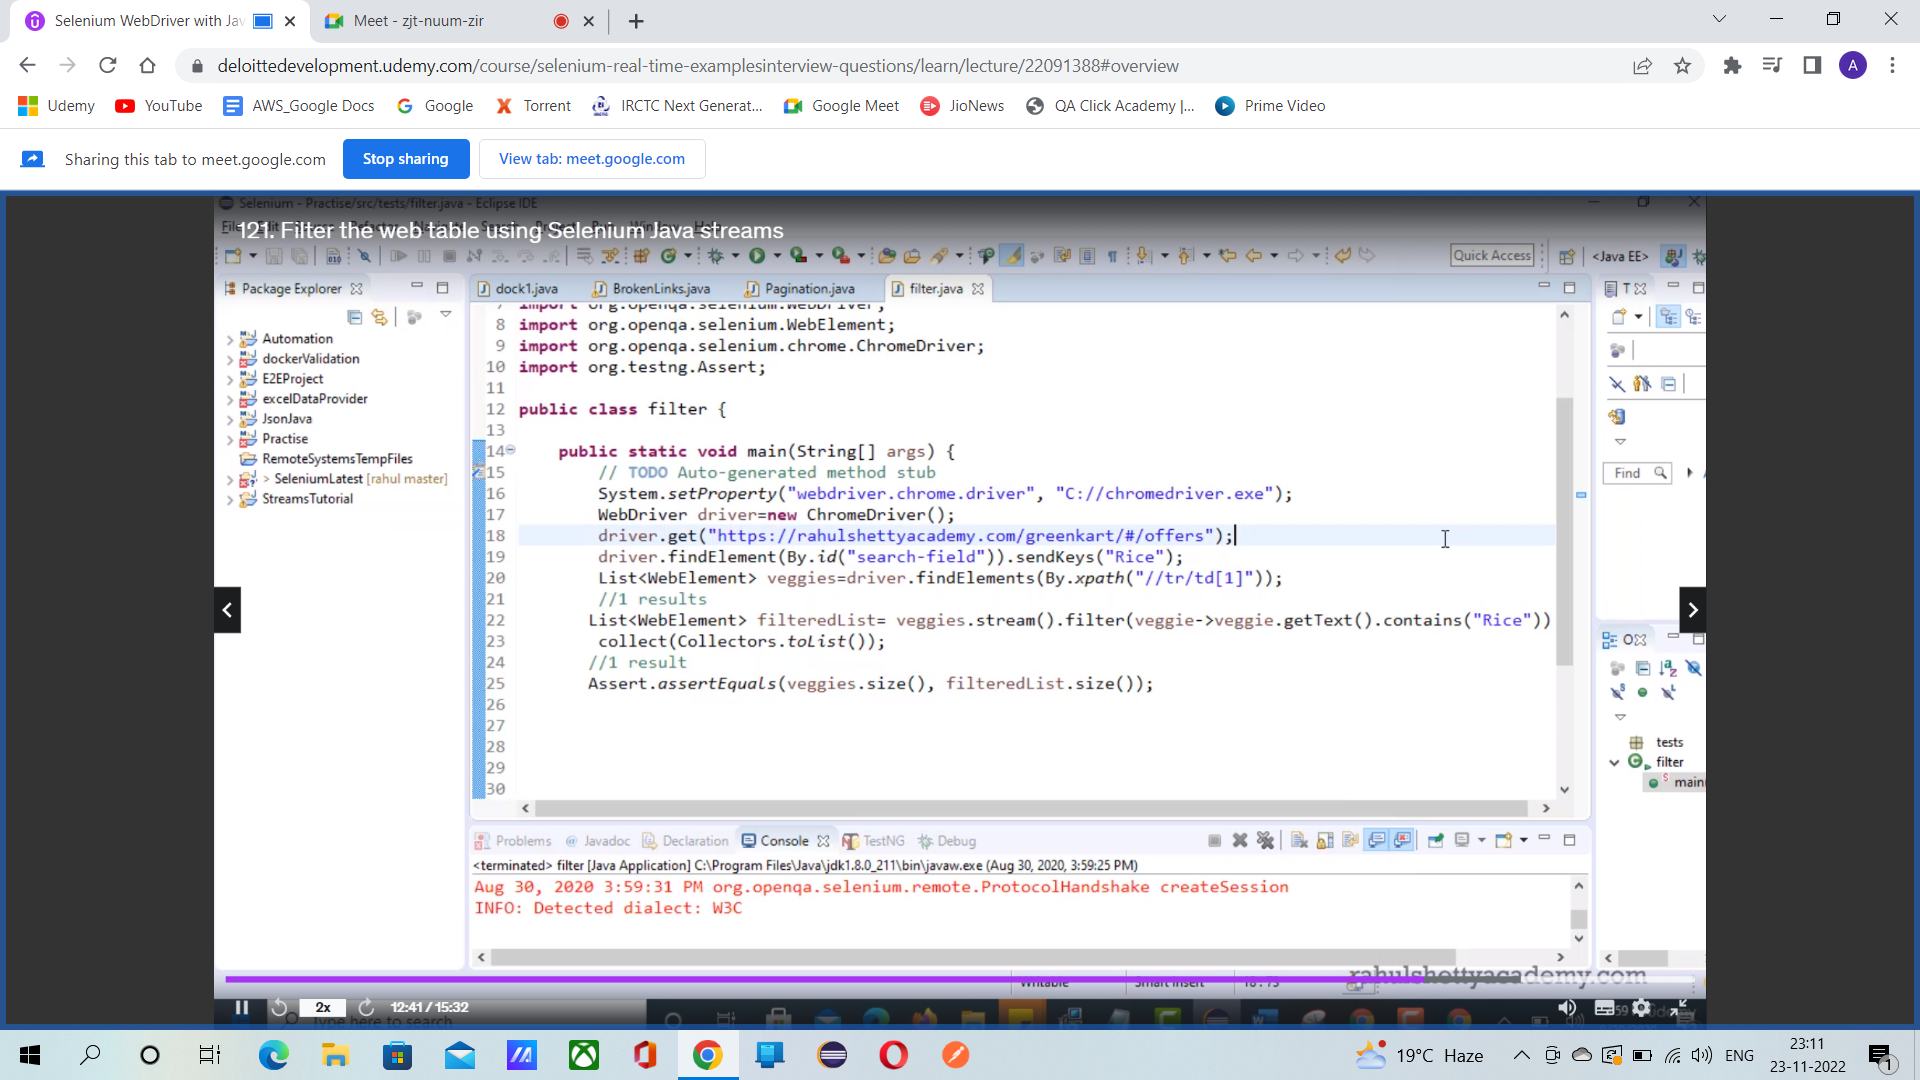 Selenium WebDriver with Jav
Meet - zjt-nuum-zir
deloittedevelopment.udemy.com/course/selenium-real-time-examplesinterview-questions/learn/lecture/22091388#overview
A
Udemy YouTube AWS_Google Docs Google Torrent IRCTC Next Generat... Google Meet JioNews QA Click Academy |... Prime Video
Sharing this tab to meet.google.com Stop sharing View tab: meet.google.com
Selenium - Practise/src/tests/filter.java - Eclipse IDE
121. Filter the web table using Selenium Java streams
Quick Access <Java EE>
Package Explorer dock1.java BrokenLinks.java Pagination.java filter.java T
Automation
dockerValidation
E2EProject
excelDataProvider
JsonJava
Practise
RemoteSystemsTempFiles
> SeleniumLatest [rahul master]
StreamsTutorial
7 import org.openqa.selenium.WebDriver;
8 import org.openqa.selenium.WebElement;
9 import org.openqa.selenium.chrome.ChromeDriver;
10 import org.testng.Assert;
11
12 public class filter {
13
14 public static void main(String[] args) {
15 // TODO Auto-generated method stub
16 System.setProperty("webdriver.chrome.driver", "C://chromedriver.exe");
17 WebDriver driver=new ChromeDriver();
18 driver.get("https://rahulshettyacademy.com/greenkart/#/offers");
19 driver.findElement(By.id("search-field")).sendKeys("Rice");
20 List<WebElement> veggies=driver.findElements(By.xpath("//tr/td[1]"));
21 //1 results
22 List<WebElement> filteredList= veggies.stream().filter(veggie->veggie.getText().contains("Rice"))
23 collect(Collectors.toList());
24 //1 result
25 Assert.assertEquals(veggies.size(), filteredList.size());
26
27
28
29
30
Find
tests
filter
main
Problems Javadoc Declaration Console TestNG Debug
<terminated> filter [Java Application] C:\Program Files\Java\jdk1.8.0_211\bin\javaw.exe (Aug 30, 2020, 3:59:25 PM)
Aug 30, 2020 3:59:31 PM org.openqa.selenium.remote.ProtocolHandshake createSession
INFO: Detected dialect: W3C
rahulshettyacademy.com
Writable Smart Insert 18 : 73
2x 12:41 / 15:32
Type here to search
19°C Haze ENG 23:11
23-11-2022
1